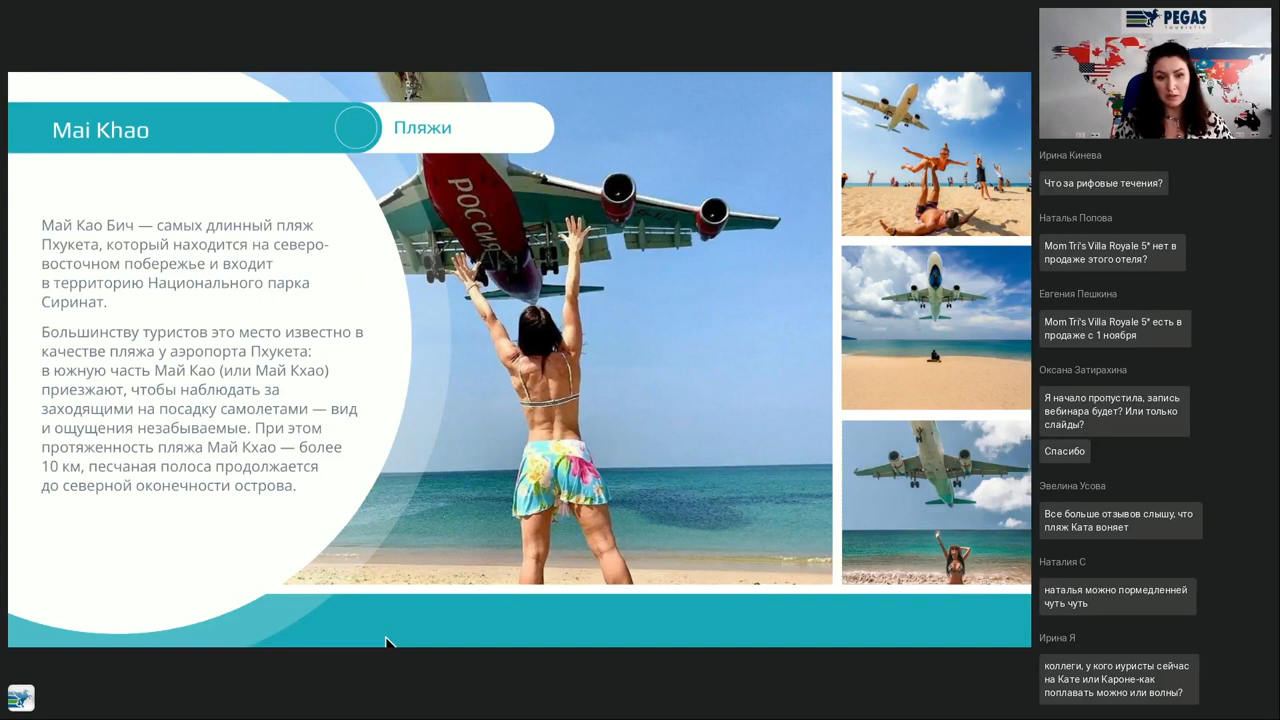 Mai Khao
Пляжи
Май Као Бич — самых длинный пляж
Пхукета, который находится на северо-
восточном побережье и входит
в территорию Национального парка
Сиринат.
Большинству туристов это место известно в
качестве пляжа у аэропорта Пхукета:
в южную часть Май Као (или Май Кхао)
приезжают, чтобы наблюдать за
заходящими на посадку самолетами — вид
и ощущения незабываемые. При этом
протяженность пляжа Май Кхао — более
10 км, песчаная полоса продолжается
до северной оконечности острова.
РОССИЯ
PEGAS
TOURISTIK
Ирина Кинева
Что за рифовые течения?
Наталья Попова
Mom Tri's Villa Royale 5* нет в
продаже этого отеля?
Евгения Пешкина
Mom Tri's Villa Royale 5* есть в
продаже с 1 ноября
Оксана Затирахина
Я начало пропустила, запись
вебинара будет? Или только
слайды?
Спасибо
Эвелина Усова
Все больше отзывов слышу, что
пляж Ката воняет
Наталия С
наталья можно пормедленней
чуть чуть
Ирина Я
коллеги, у кого иуристы сейчас
на Кате или Кароне-как
поплавать можно или волны?